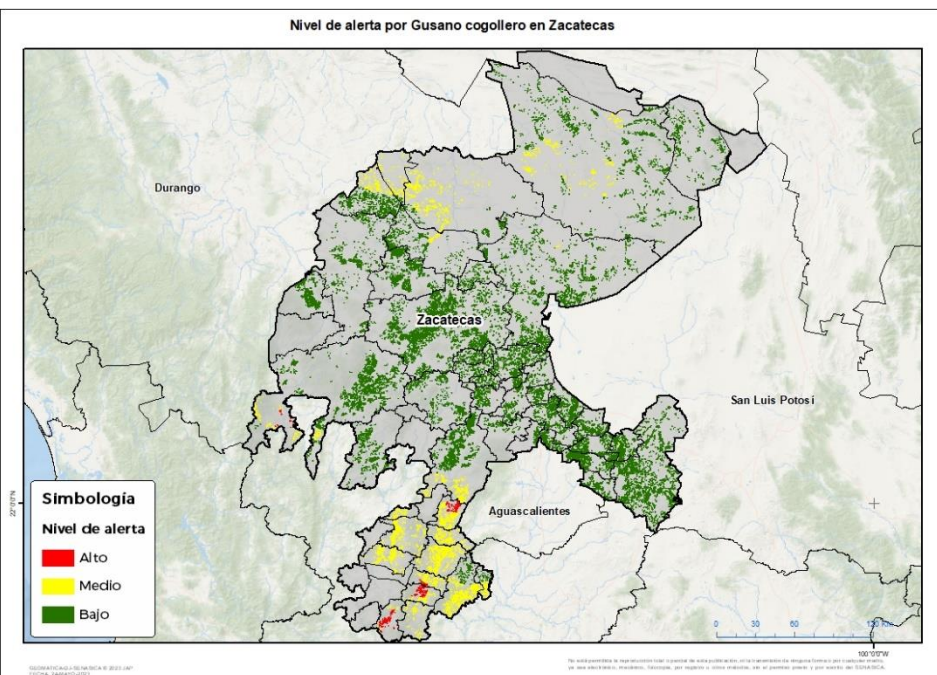 Nivel de alerta por Gusano cogollero en Zacatecas
Durango
Zacatecas
San Luis Potosí
Aguascalientes
22°0'0"N
Simbología
Nivel de alerta
Alto
Medio
Bajo
0 30 60 120 Km
100°0'0"W